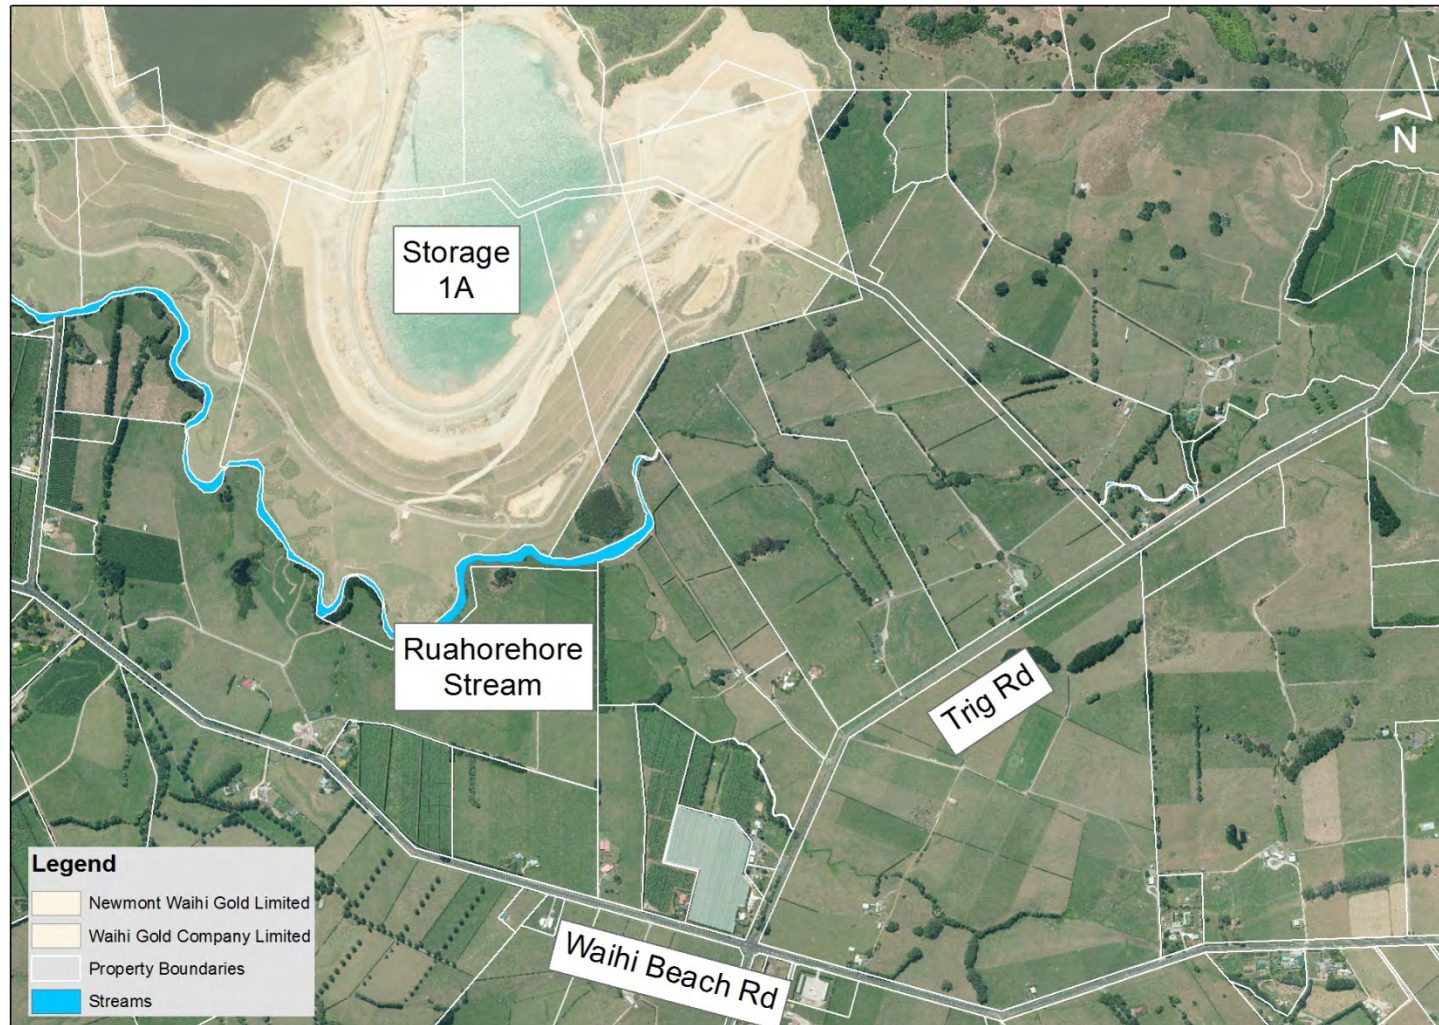 N
Storage
1A
Ruahorehore
Stream
Trig Rd
Waihi Beach Rd
Legend
Newmont Waihi Gold Limited
Waihi Gold Company Limited
Property Boundaries
Streams